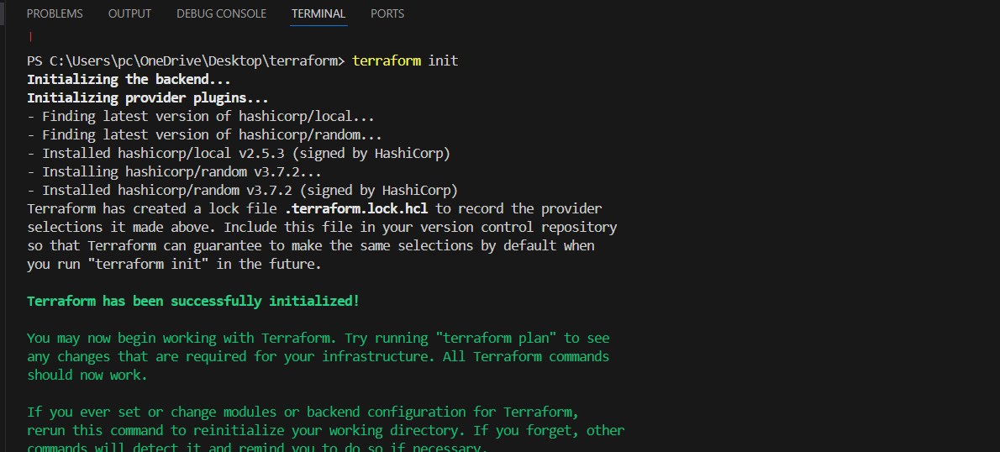 PROBLEMS OUTPUT DEBUG CONSOLE TERMINAL PORTS
PS C:\Users\pc\OneDrive\Desktop\terraform> terraform init
Initializing the backend...
Initializing provider plugins...
- Finding latest version of hashicorp/local...
- Finding latest version of hashicorp/random...
- Installed hashicorp/local v2.5.3 (signed by HashiCorp)
- Installing hashicorp/random v3.7.2...
- Installed hashicorp/random v3.7.2 (signed by HashiCorp)
Terraform has created a lock file .terraform.lock.hcl to record the provider
selections it made above. Include this file in your version control repository
so that Terraform can guarantee to make the same selections by default when
you run "terraform init" in the future.
Terraform has been successfully initialized!
You may now begin working with Terraform. Try running "terraform plan" to see
any changes that are required for your infrastructure. All Terraform commands
should now work.
If you ever set or change modules or backend configuration for Terraform,
rerun this command to reinitialize your working directory. If you forget, other
commands will detect it and remind you to do so if necessary.